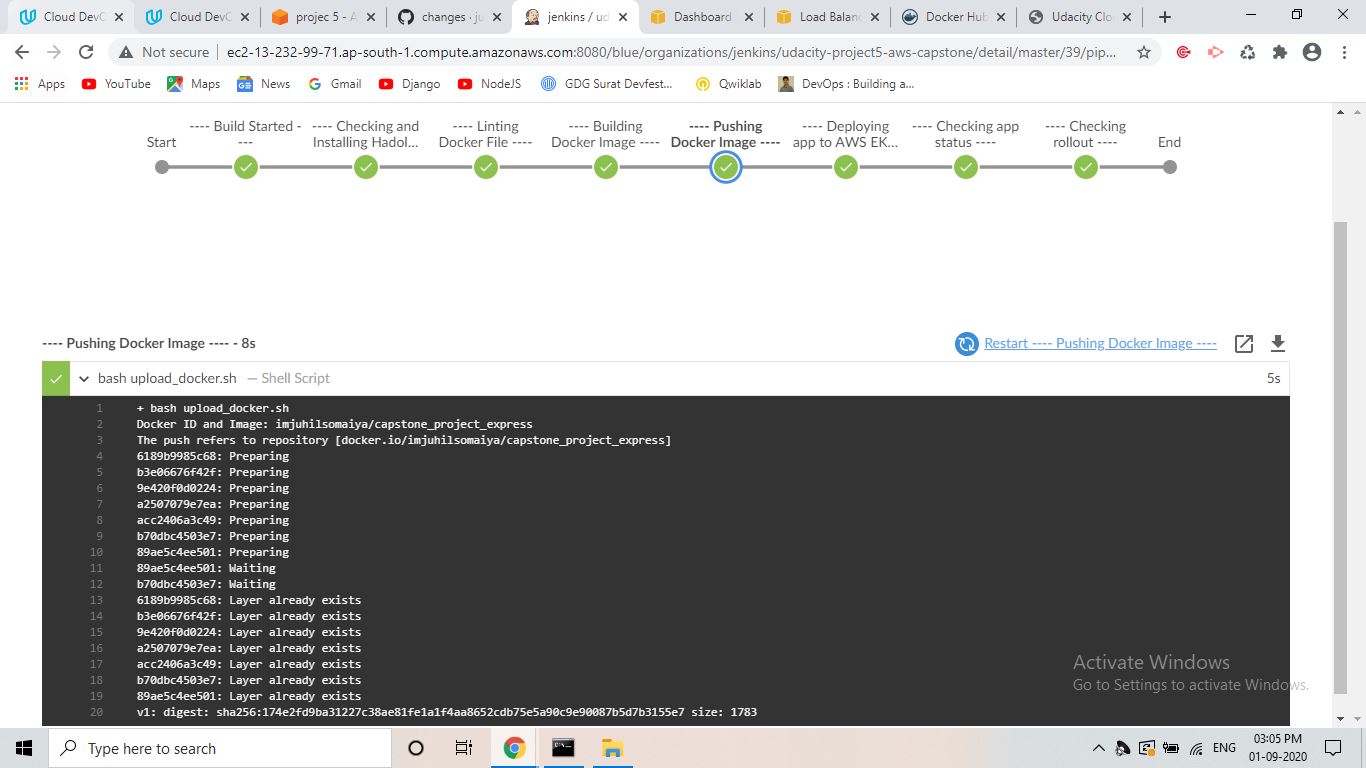 Cloud DevC
Cloud DevC
projec 5 - A
changes · ju
jenkins / ud
Dashboard
Load Balanc
Docker Hub
Udacity Clo
Not secure
ec2-13-232-99-71.ap-south-1.compute.amazonaws.com:8080/blue/organizations/jenkins/udacity-project5-aws-capstone/detail/master/39/pip...
Apps
YouTube
Maps
News
Gmail
Django
NodeJS
GDG Surat Devfest...
Qwiklab
DevOps : Building a...
Start
---- Build Started -
---
---- Checking and
Installing Hadol...
---- Linting
Docker File ----
---- Building
Docker Image ----
---- Pushing
Docker Image ----
---- Deploying
app to AWS EK...
---- Checking app
status ----
---- Checking
rollout ----
End
---- Pushing Docker Image ---- - 8s
Restart ---- Pushing Docker Image ----
bash upload_docker.sh — Shell Script
5s
1 + bash upload_docker.sh
2 Docker ID and Image: imjuhilsomaiya/capstone_project_express
3 The push refers to repository [docker.io/imjuhilsomaiya/capstone_project_express]
4 6189b9985c68: Preparing
5 b3e06676f42f: Preparing
6 9e420f0d0224: Preparing
7 a2507079e7ea: Preparing
8 acc2406a3c49: Preparing
9 b70dbc4503e7: Preparing
10 89ae5c4ee501: Preparing
11 89ae5c4ee501: Waiting
12 b70dbc4503e7: Waiting
13 6189b9985c68: Layer already exists
14 b3e06676f42f: Layer already exists
15 9e420f0d0224: Layer already exists
16 a2507079e7ea: Layer already exists
17 acc2406a3c49: Layer already exists
18 b70dbc4503e7: Layer already exists
19 89ae5c4ee501: Layer already exists
20 v1: digest: sha256:174e2fd9ba31227c38ae81fe1a1f4aa8652cdb75e5a90c9e90087b5d7b3155e7 size: 1783
Activate Windows
Go to Settings to activate Windows.
Type here to search
ENG
03:05 PM
01-09-2020